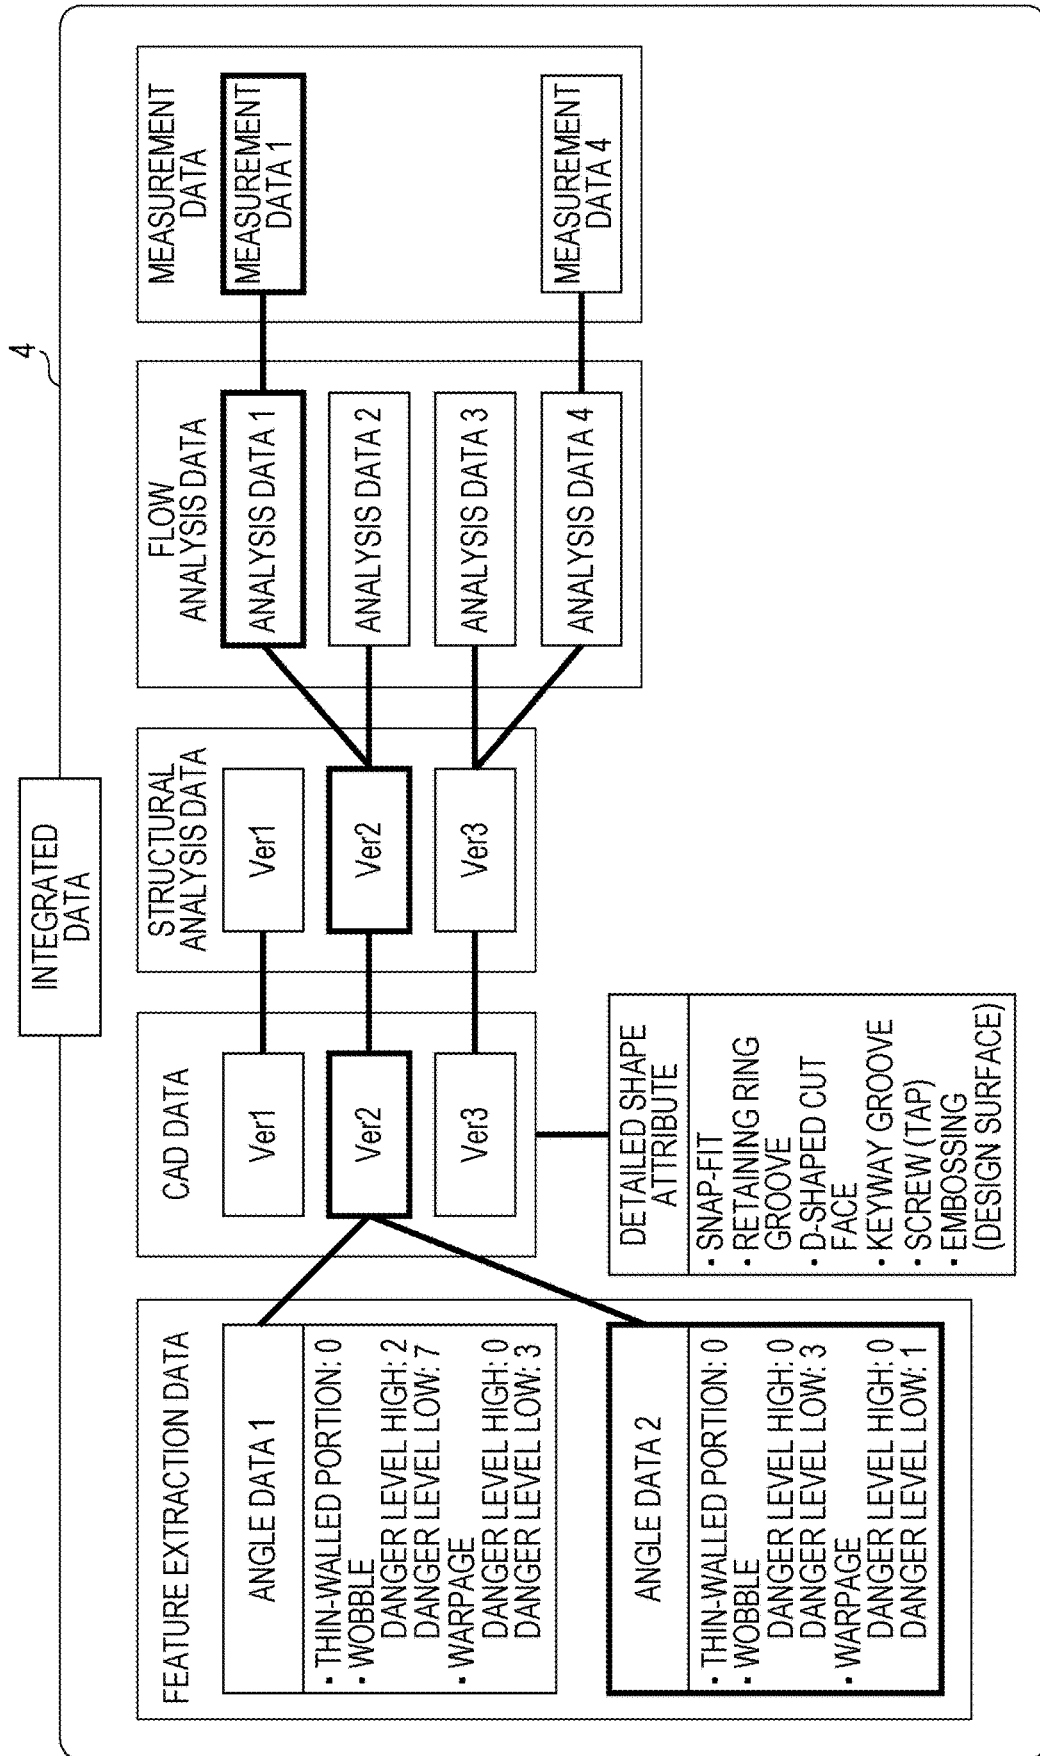 4
INTEGRATED
DATA
FEATURE EXTRACTION DATA
ANGLE DATA 1
· THIN-WALLED PORTION: 0
· WOBBLE
DANGER LEVEL HIGH: 2
DANGER LEVEL LOW: 7
· WARPAGE
DANGER LEVEL HIGH: 0
DANGER LEVEL LOW: 3
ANGLE DATA 2
· THIN-WALLED PORTION: 0
· WOBBLE
DANGER LEVEL HIGH: 0
DANGER LEVEL LOW: 3
· WARPAGE
DANGER LEVEL HIGH: 0
DANGER LEVEL LOW: 1
CAD DATA
Ver1
Ver2
Ver3
DETAILED SHAPE
ATTRIBUTE
· SNAP-FIT
· RETAINING RING
GROOVE
· D-SHAPED CUT
FACE
· KEYWAY GROOVE
· SCREW (TAP)
· EMBOSSING
(DESIGN SURFACE)
STRUCTURAL
ANALYSIS DATA
Ver1
Ver2
Ver3
FLOW
ANALYSIS DATA
ANALYSIS DATA 1
ANALYSIS DATA 2
ANALYSIS DATA 3
ANALYSIS DATA 4
MEASUREMENT
DATA
MEASUREMENT
DATA 1
MEASUREMENT
DATA 4